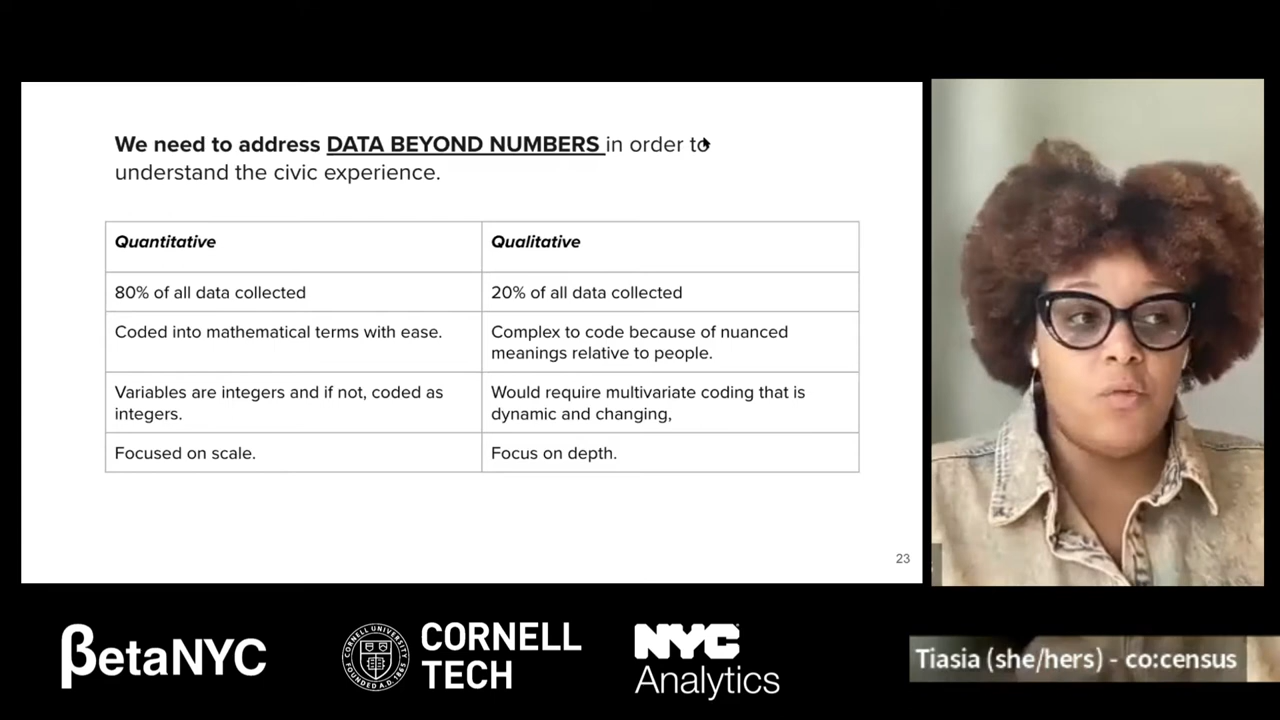 We need to address DATA BEYOND NUMBERS in order to
understand the civic experience.
Quantitative
Qualitative
80% of all data collected
20% of all data collected
Coded into mathematical terms with ease.
Complex to code because of nuanced
meanings relative to people.
Variables are integers and if not, coded as
integers.
Would require multivariate coding that is
dynamic and changing,
Focused on scale.
Focus on depth.
23
βetaNYC
CORNELL UNIVERSITY
FOUNDED A.D. 1865
CORNELL
TECH
NYC
Analytics
Tiasia (she/hers) - co:census